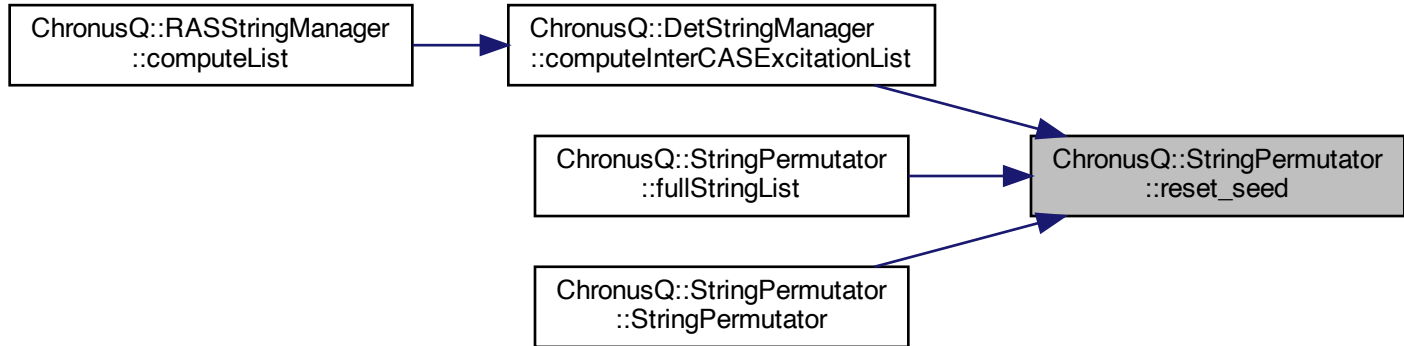 ChronusQ::RASStringManager
::computeList
ChronusQ::DetStringManager
::computeInterCASExcitationList
ChronusQ::StringPermutator
::fullStringList
ChronusQ::StringPermutator
::reset_seed
ChronusQ::StringPermutator
::StringPermutator